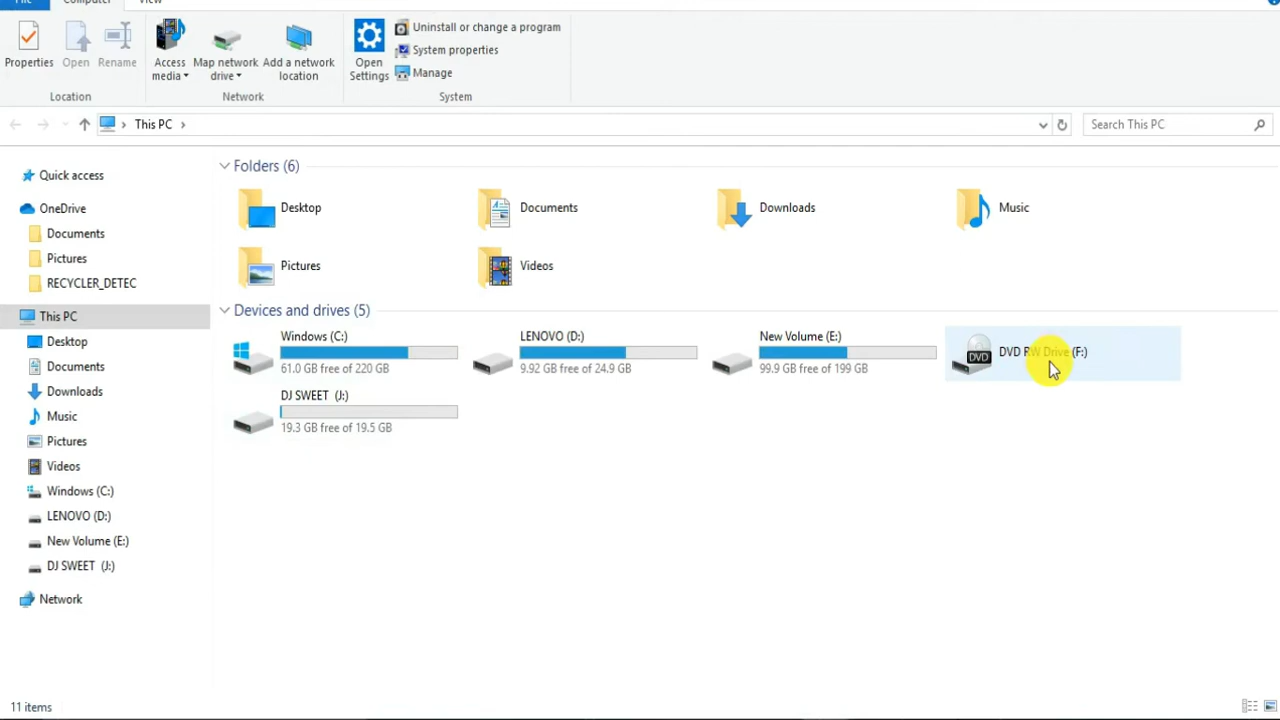 File Computer View
Properties Open Rename Access media Map network drive Add a network location Open Settings Uninstall or change a program
System properties
Manage
Location Network System
This PC Search This PC
Quick access
OneDrive
Documents
Pictures
RECYCLER_DETEC
This PC
Desktop
Documents
Downloads
Music
Pictures
Videos
Windows (C:)
LENOVO (D:)
New Volume (E:)
DJ SWEET (J:)
Network
Folders (6)
Desktop Documents Downloads Music
Pictures Videos
Devices and drives (5)
Windows (C:)
61.0 GB free of 220 GB
LENOVO (D:)
9.92 GB free of 24.9 GB
New Volume (E:)
99.9 GB free of 199 GB
DVD
DVD RW Drive (F:)
DJ SWEET (J:)
19.3 GB free of 19.5 GB
11 items